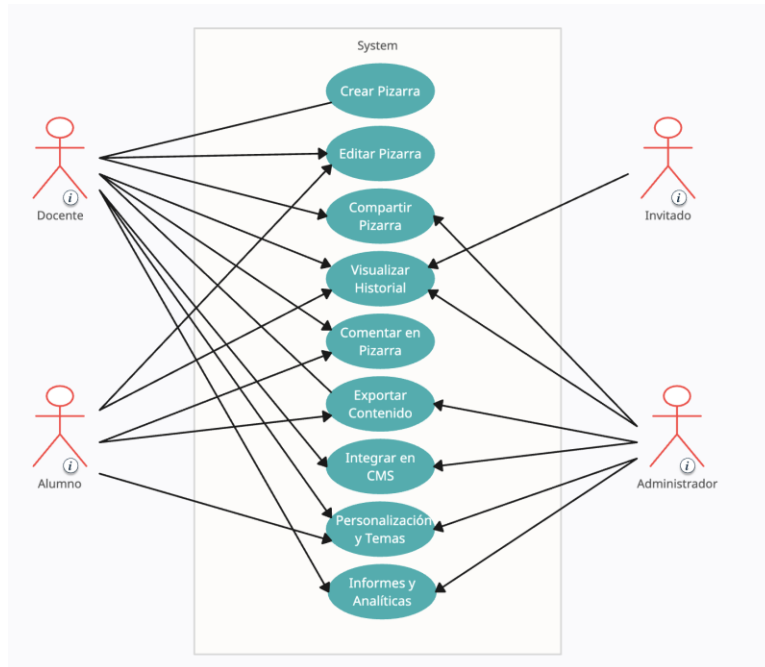 System
Crear Pizarra
Editar Pizarra
Compartir
Pizarra
Visualizar
Historial
Comentar en
Pizarra
Exportar
Contenido
Integrar en
CMS
Personalización
y Temas
Informes y
Analíticas
i
Docente
i
Alumno
i
Invitado
i
Administrador